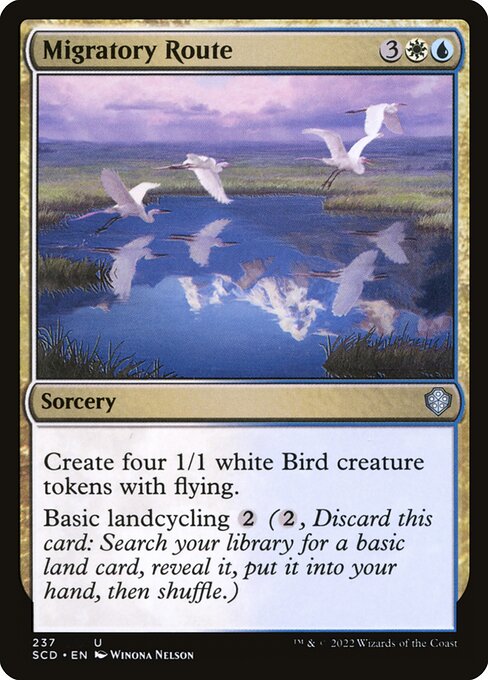 Migratory Route 3
Sorcery
Create four 1/1 white Bird creature
tokens with flying.
Basic landcycling 2 (2, Discard this
card: Search your library for a basic
land card, reveal it, put it into your
hand, then shuffle.)
237 U
SCD • EN Winona Nelson
™ & © 2022 Wizards of the Coast